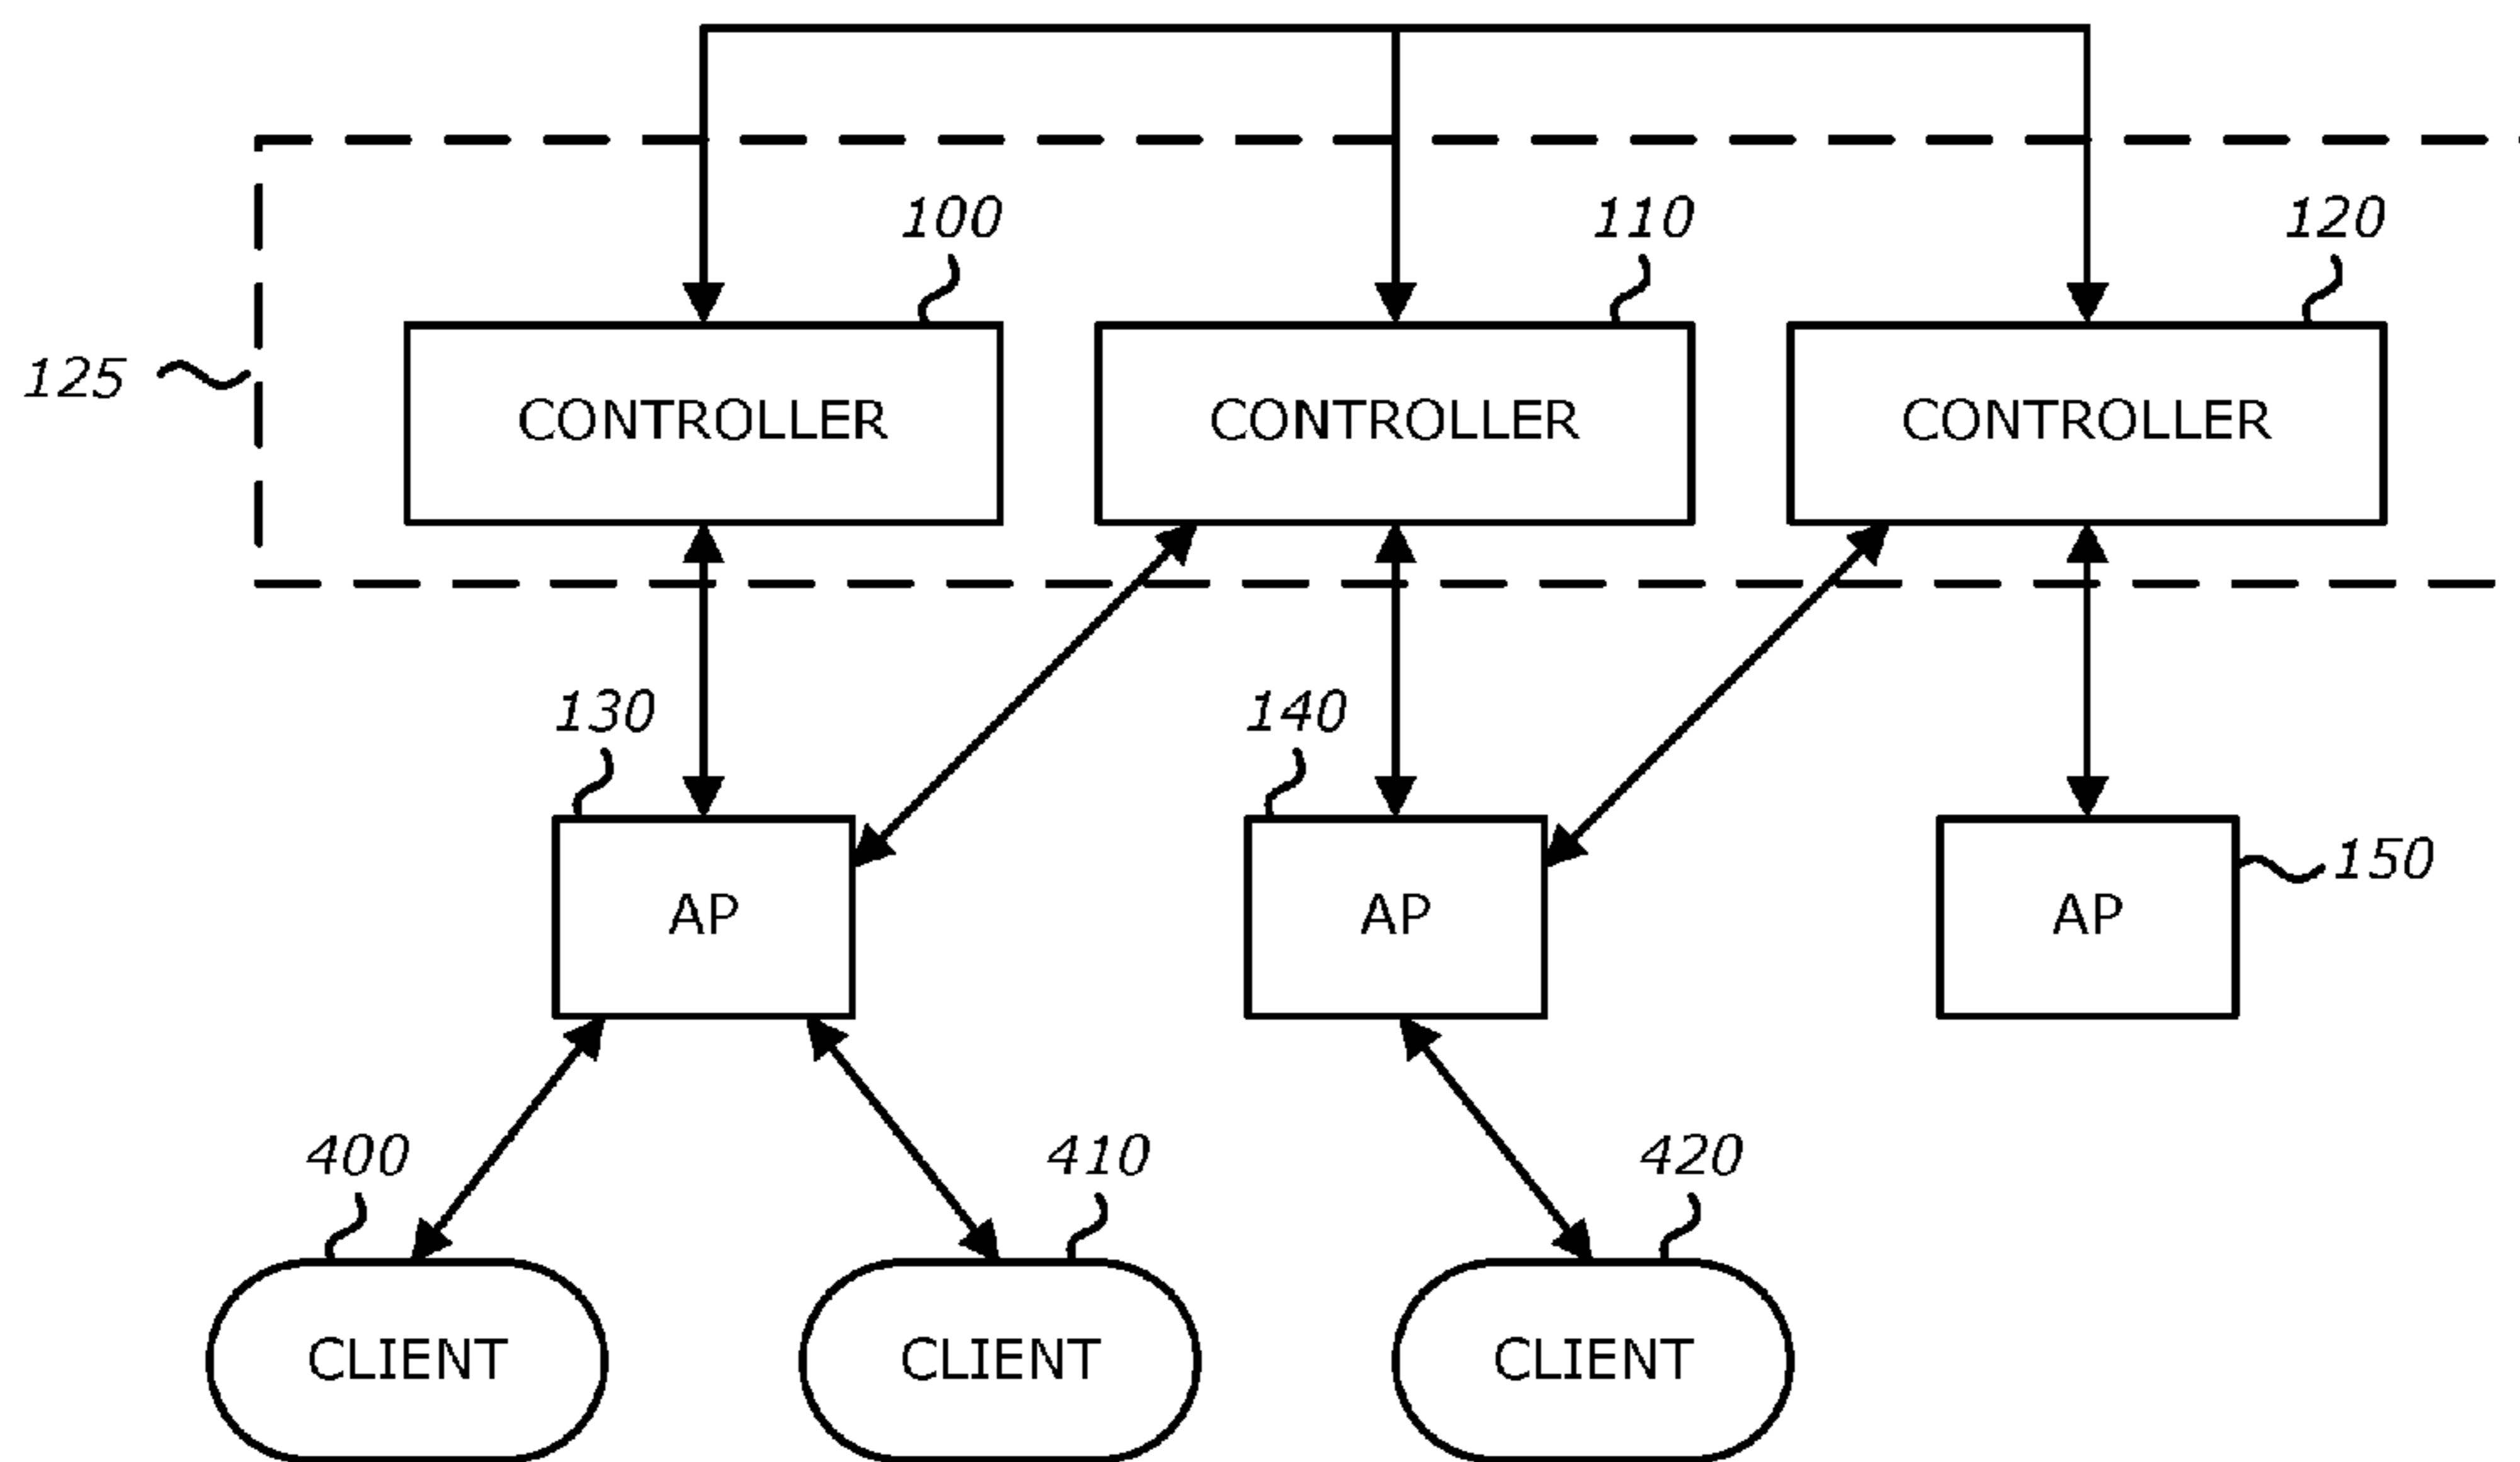 100 110 120
125
CONTROLLER CONTROLLER CONTROLLER
130 140
150
AP AP AP
400 410 420
CLIENT CLIENT CLIENT